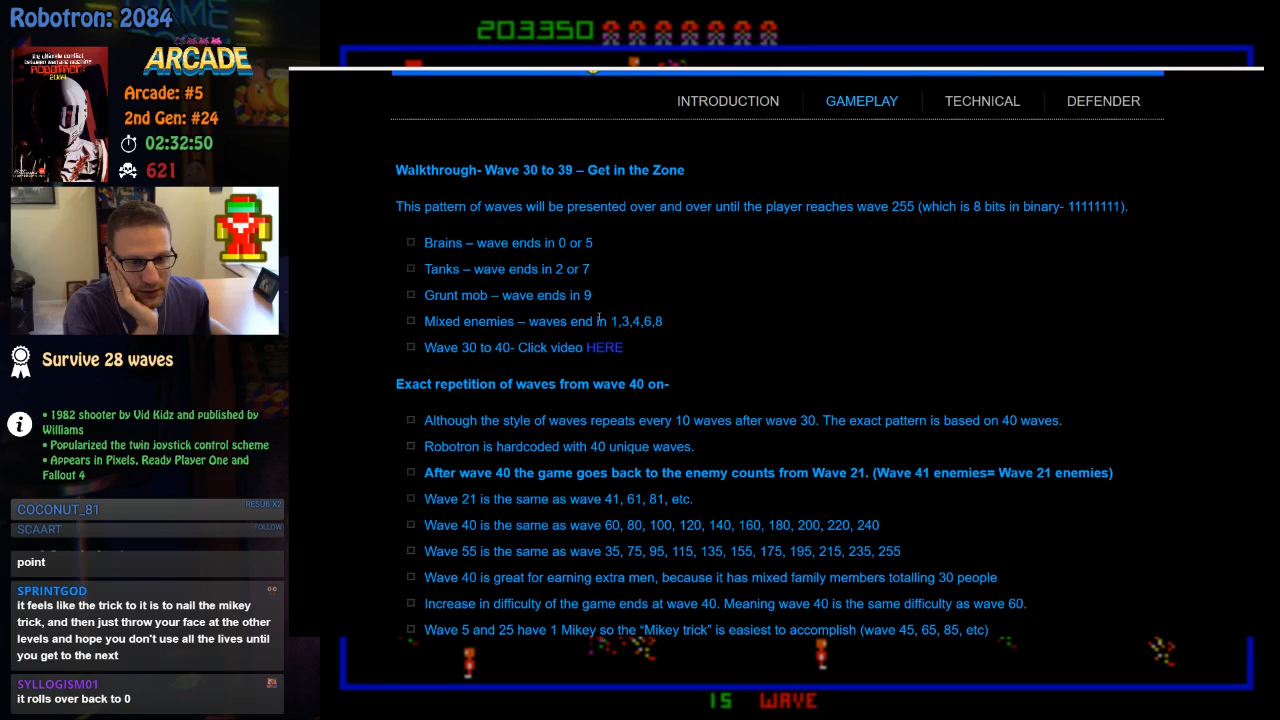 Robotron: 2084
ARCADE
Arcade: #5
2nd Gen: #24
02:32:50
621
Survive 28 waves
• 1982 shooter by Vid Kidz and published by
Williams
• Popularized the twin joystick control scheme
• Appears in Pixels, Ready Player One and
Fallout 4
COCONUT_81 RESUB X2
SCAART FOLLOW
point
SPRINTGOD
it feels like the trick to it is to nail the mikey
trick, and then just throw your face at the other
levels and hope you don't use all the lives until
you get to the next
SYLLOGISM01
it rolls over back to 0
203350
INTRODUCTION GAMEPLAY TECHNICAL DEFENDER
Walkthrough- Wave 30 to 39 – Get in the Zone
This pattern of waves will be presented over and over until the player reaches wave 255 (which is 8 bits in binary- 11111111).
Brains – wave ends in 0 or 5
Tanks – wave ends in 2 or 7
Grunt mob – wave ends in 9
Mixed enemies – waves end in 1,3,4,6,8
Wave 30 to 40- Click video HERE
Exact repetition of waves from wave 40 on-
Although the style of waves repeats every 10 waves after wave 30. The exact pattern is based on 40 waves.
Robotron is hardcoded with 40 unique waves.
After wave 40 the game goes back to the enemy counts from Wave 21. (Wave 41 enemies= Wave 21 enemies)
Wave 21 is the same as wave 41, 61, 81, etc.
Wave 40 is the same as wave 60, 80, 100, 120, 140, 160, 180, 200, 220, 240
Wave 55 is the same as wave 35, 75, 95, 115, 135, 155, 175, 195, 215, 235, 255
Wave 40 is great for earning extra men, because it has mixed family members totalling 30 people
Increase in difficulty of the game ends at wave 40. Meaning wave 40 is the same difficulty as wave 60.
Wave 5 and 25 have 1 Mikey so the “Mikey trick” is easiest to accomplish (wave 45, 65, 85, etc)
15 WAVE